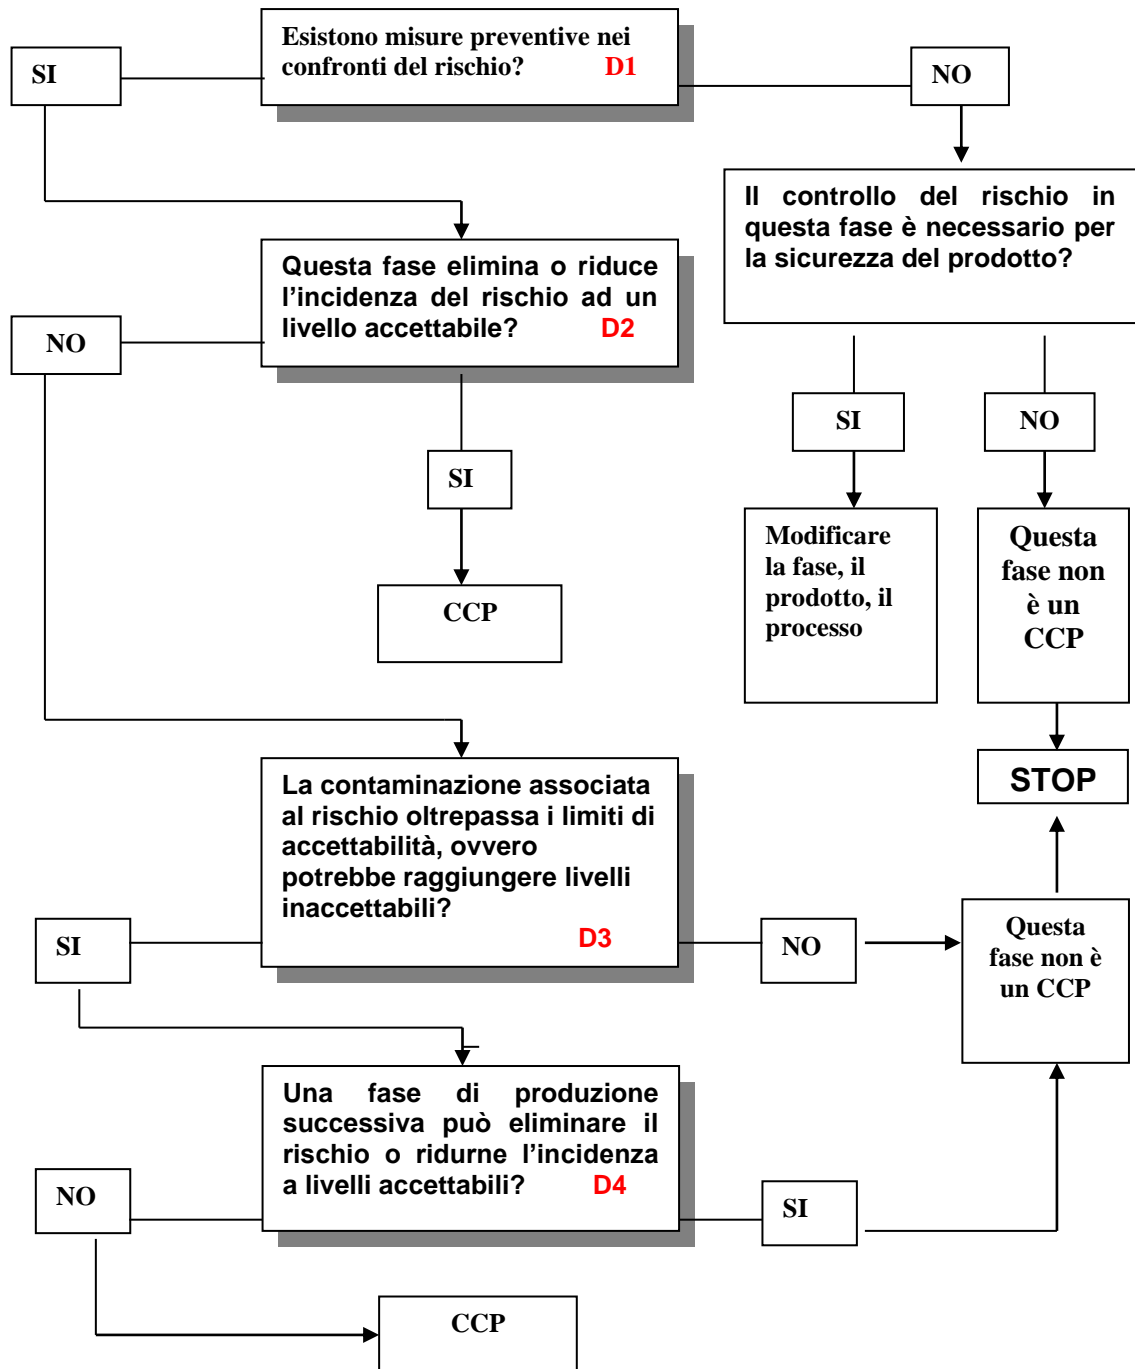 Esistono misure preventive nei
confronti del rischio? D1
SI
NO
Il controllo del rischio in
questa fase è necessario per
la sicurezza del prodotto?
Questa fase elimina o riduce
l’incidenza del rischio ad un
livello accettabile? D2
NO
SI
NO
SI
Modificare
la fase, il
prodotto, il
processo
Questa
fase non
è un
CCP
CCP
STOP
La contaminazione associata
al rischio oltrepassa i limiti di
accettabilità, ovvero
potrebbe raggiungere livelli
inaccettabili?
D3
SI
NO
Questa
fase non è
un CCP
Una fase di produzione
successiva può eliminare il
rischio o ridurne l’incidenza
a livelli accettabili? D4
NO
SI
CCP